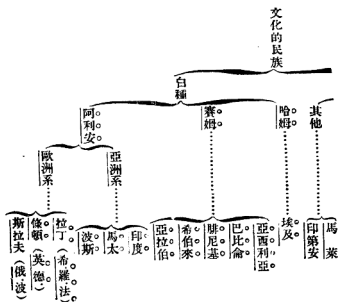 文化的民族
白種
其他
哈姆
賽姆
阿利安
亞洲系
歐洲系
馬萊
印第安
埃及
亞西利亞
巴比倫
腓尼基
希伯來
亞拉伯
印度
馬太
波斯
拉丁(希·羅·法)
條頓(英·德)
斯拉夫(俄·波)